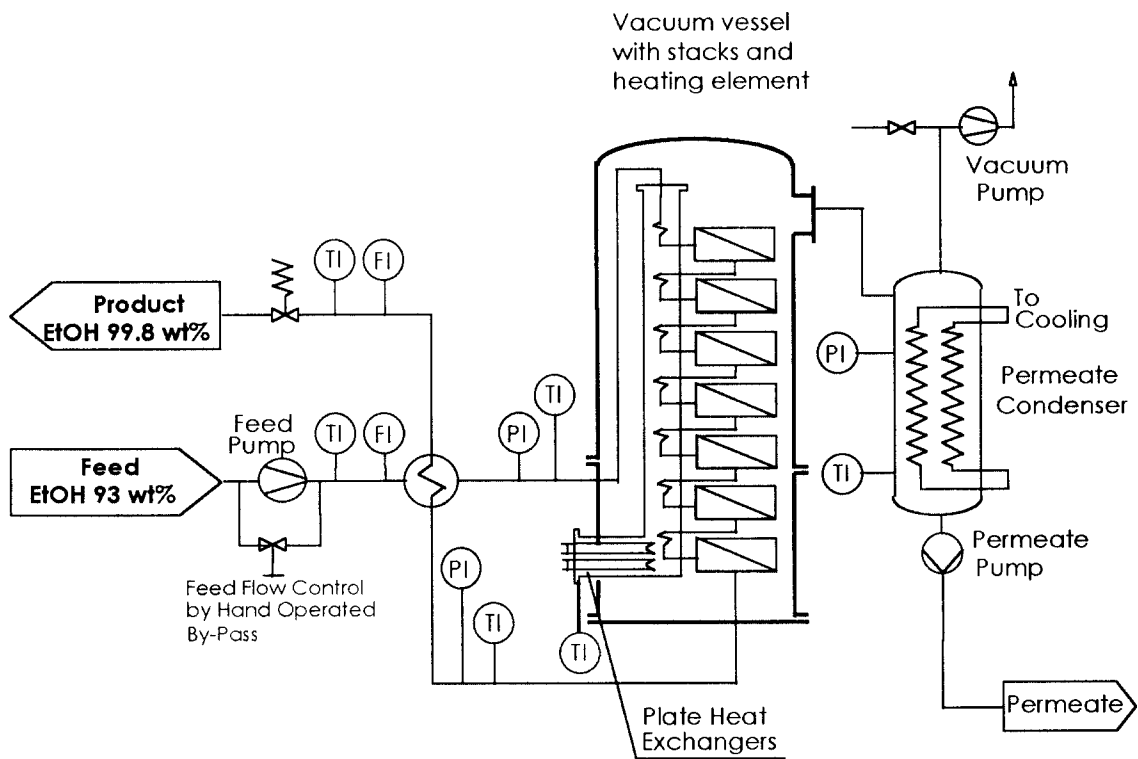 Vacuum vessel
with stacks and
heating element
Vacuum
Pump
TI
FI
Product
EtOH 99.8 wt%
To
Cooling
PI
Permeate
Condenser
Feed
Pump
TI
FI
PI
TI
Feed
EtOH 93 wt%
TI
Permeate
Pump
Feed Flow Control
by Hand Operated
By-Pass
PI
TI
TI
Plate Heat
Exchangers
Permeate